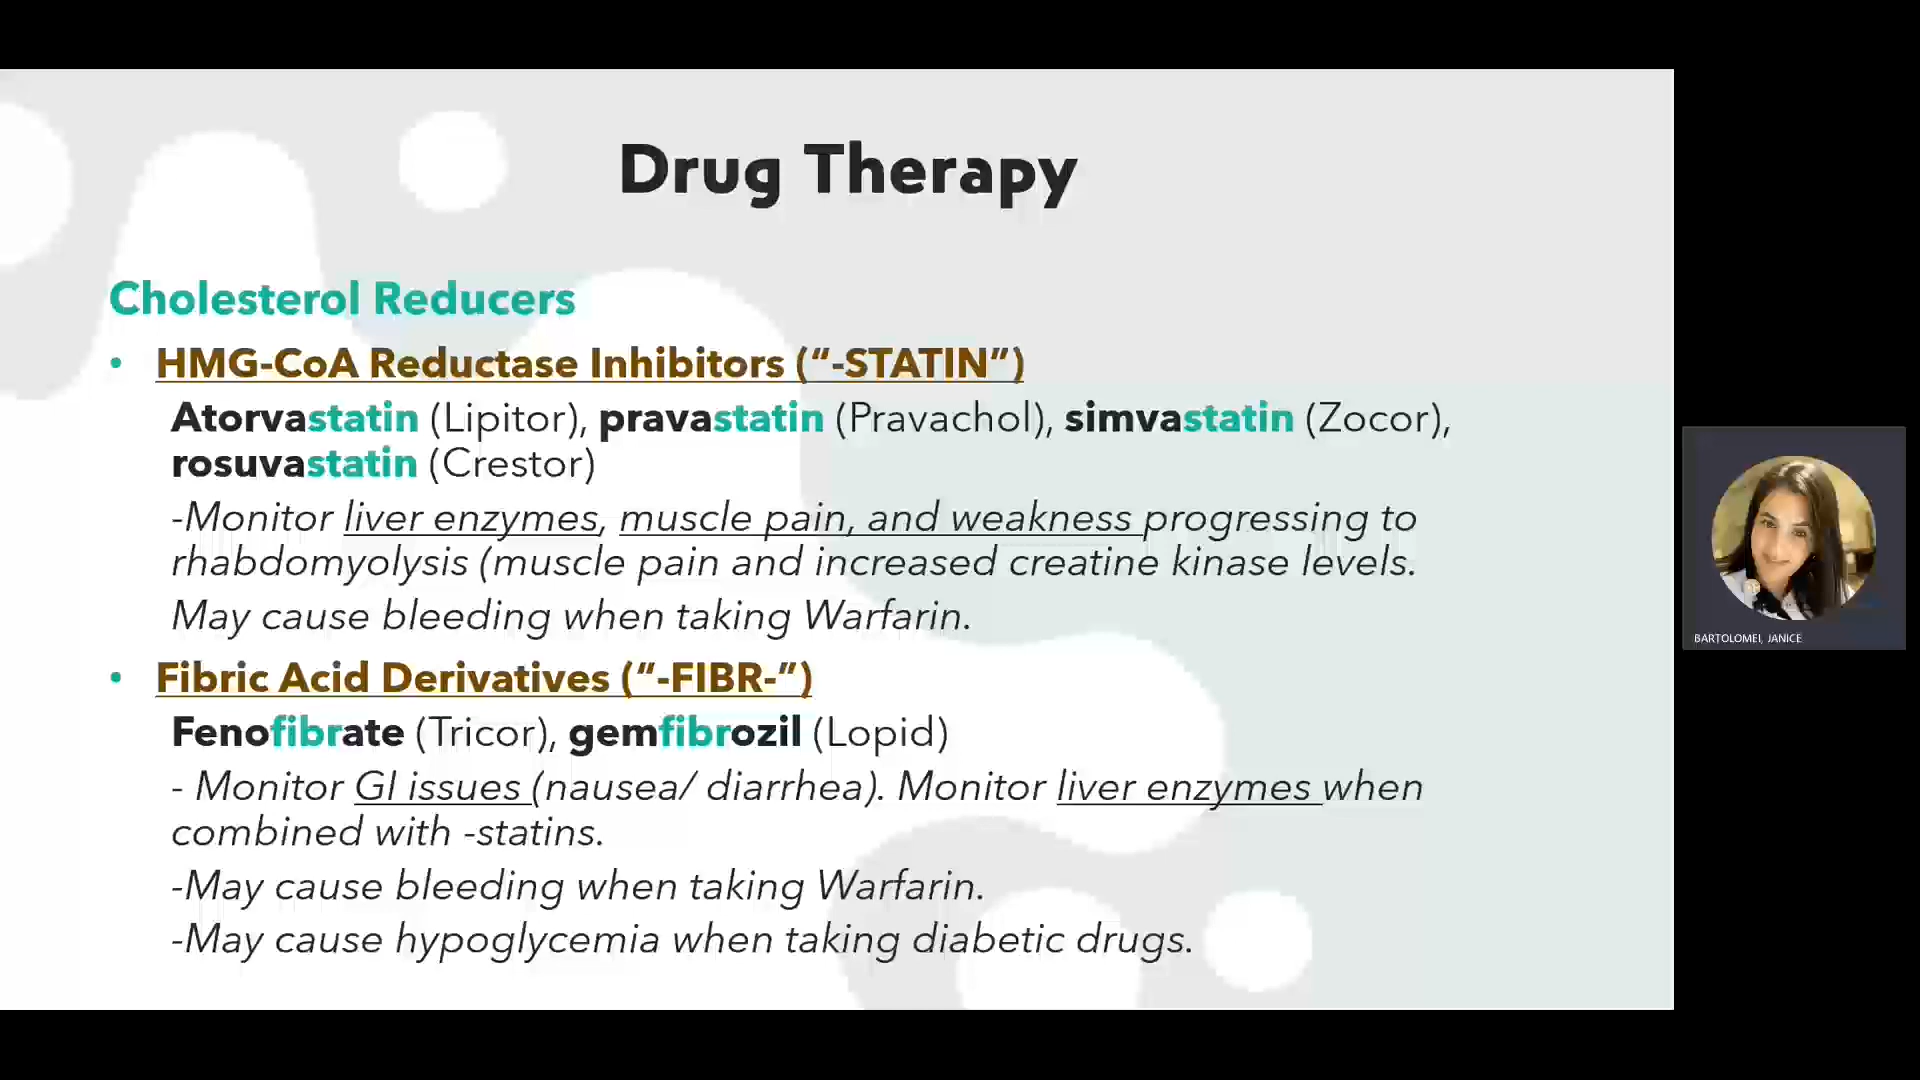 Drug Therapy
Cholesterol Reducers
• HMG-CoA Reductase Inhibitors (“-STATIN”)
Atorvastatin (Lipitor), pravastatin (Pravachol), simvastatin (Zocor),
rosuvastatin (Crestor)
-Monitor liver enzymes, muscle pain, and weakness progressing to
rhabdomyolysis (muscle pain and increased creatine kinase levels.
May cause bleeding when taking Warfarin.
• Fibric Acid Derivatives (“-FIBR-”)
Fenofibrate (Tricor), gemfibrozil (Lopid)
- Monitor GI issues (nausea/ diarrhea). Monitor liver enzymes when
combined with -statins.
-May cause bleeding when taking Warfarin.
-May cause hypoglycemia when taking diabetic drugs.
BARTOLOMEI, JANICE